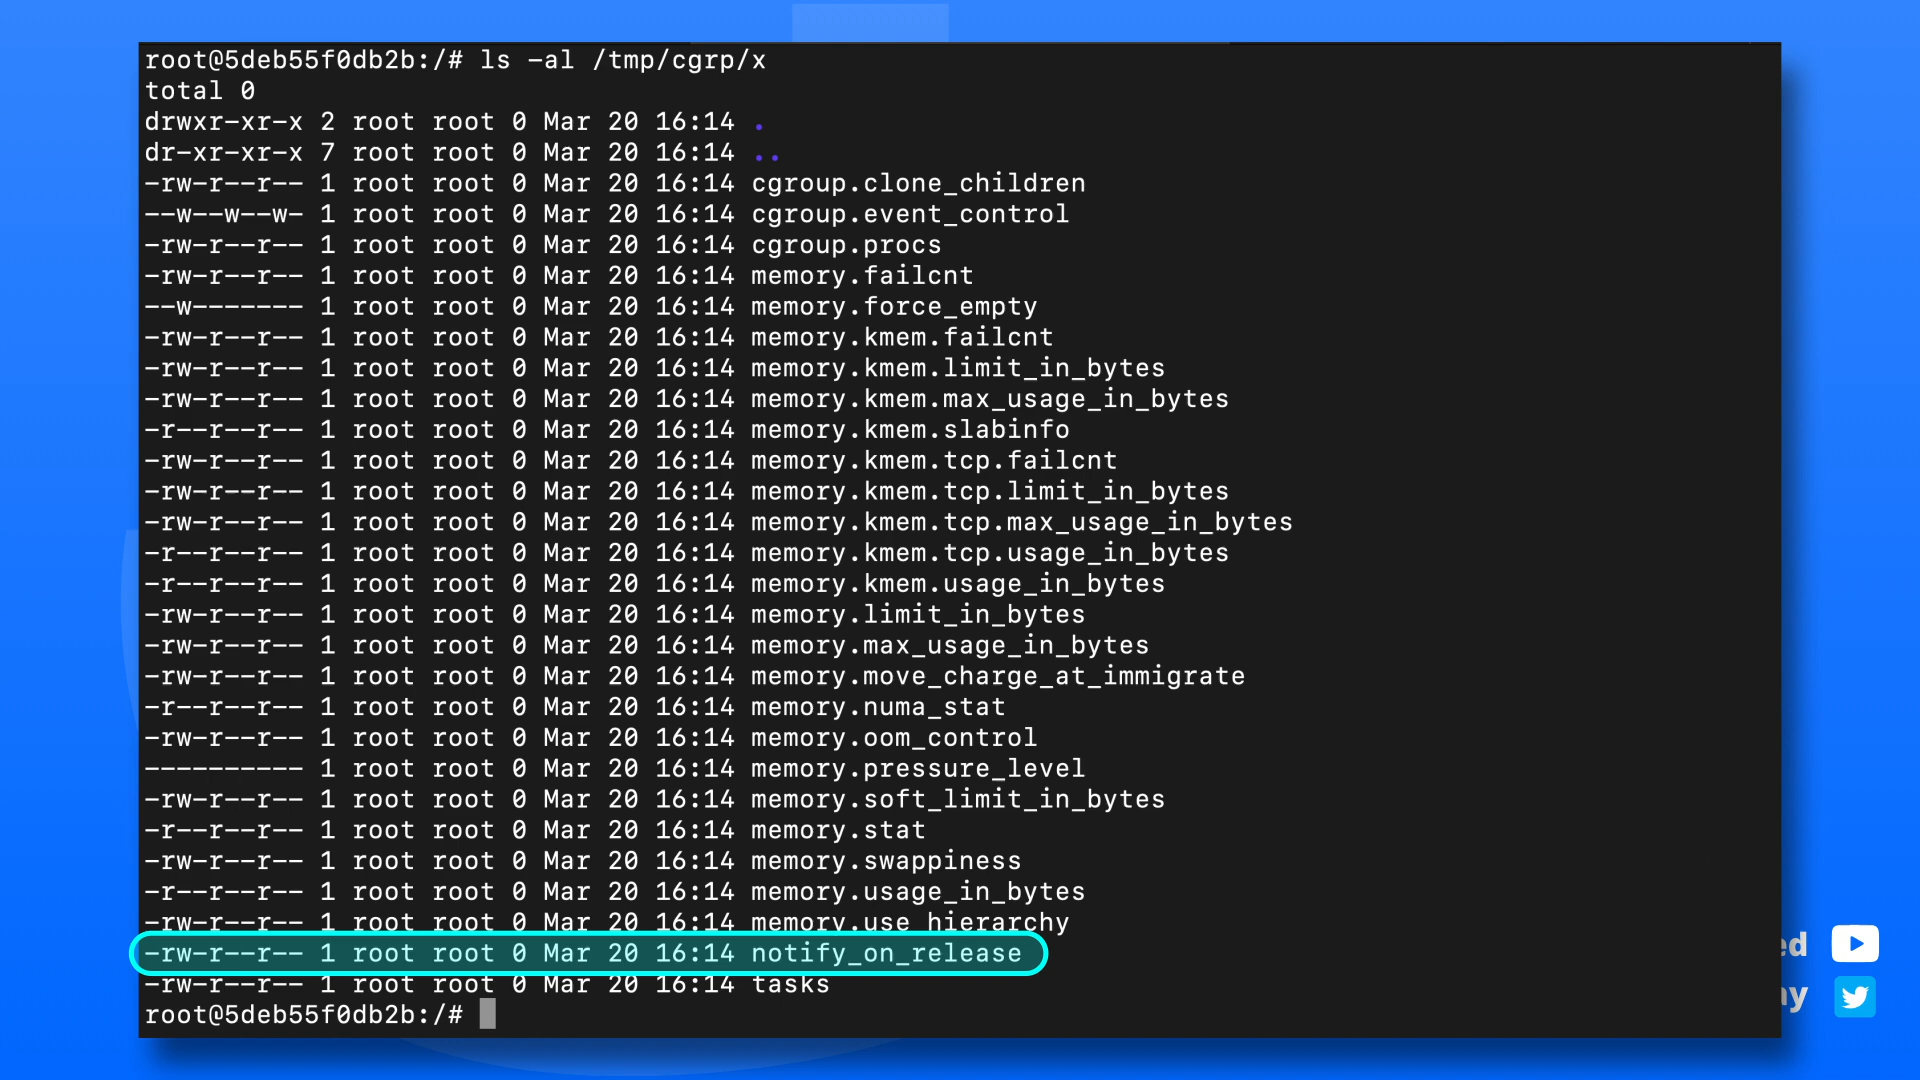 root@5deb55f0db2b:/# ls -al /tmp/cgrp/x
total 0
drwxr-xr-x 2 root root 0 Mar 20 16:14 .
dr-xr-xr-x 7 root root 0 Mar 20 16:14 ..
-rw-r--r-- 1 root root 0 Mar 20 16:14 cgroup.clone_children
--w--w--w- 1 root root 0 Mar 20 16:14 cgroup.event_control
-rw-r--r-- 1 root root 0 Mar 20 16:14 cgroup.procs
-rw-r--r-- 1 root root 0 Mar 20 16:14 memory.failcnt
--w------- 1 root root 0 Mar 20 16:14 memory.force_empty
-rw-r--r-- 1 root root 0 Mar 20 16:14 memory.kmem.failcnt
-rw-r--r-- 1 root root 0 Mar 20 16:14 memory.kmem.limit_in_bytes
-rw-r--r-- 1 root root 0 Mar 20 16:14 memory.kmem.max_usage_in_bytes
-r--r--r-- 1 root root 0 Mar 20 16:14 memory.kmem.slabinfo
-rw-r--r-- 1 root root 0 Mar 20 16:14 memory.kmem.tcp.failcnt
-rw-r--r-- 1 root root 0 Mar 20 16:14 memory.kmem.tcp.limit_in_bytes
-rw-r--r-- 1 root root 0 Mar 20 16:14 memory.kmem.tcp.max_usage_in_bytes
-r--r--r-- 1 root root 0 Mar 20 16:14 memory.kmem.tcp.usage_in_bytes
-r--r--r-- 1 root root 0 Mar 20 16:14 memory.kmem.usage_in_bytes
-rw-r--r-- 1 root root 0 Mar 20 16:14 memory.limit_in_bytes
-rw-r--r-- 1 root root 0 Mar 20 16:14 memory.max_usage_in_bytes
-rw-r--r-- 1 root root 0 Mar 20 16:14 memory.move_charge_at_immigrate
-r--r--r-- 1 root root 0 Mar 20 16:14 memory.numa_stat
-rw-r--r-- 1 root root 0 Mar 20 16:14 memory.oom_control
---------- 1 root root 0 Mar 20 16:14 memory.pressure_level
-rw-r--r-- 1 root root 0 Mar 20 16:14 memory.soft_limit_in_bytes
-r--r--r-- 1 root root 0 Mar 20 16:14 memory.stat
-rw-r--r-- 1 root root 0 Mar 20 16:14 memory.swappiness
-r--r--r-- 1 root root 0 Mar 20 16:14 memory.usage_in_bytes
-rw-r--r-- 1 root root 0 Mar 20 16:14 memory.use_hierarchy
-rw-r--r-- 1 root root 0 Mar 20 16:14 notify_on_release
-rw-r--r-- 1 root root 0 Mar 20 16:14 tasks
root@5deb55f0db2b:/#